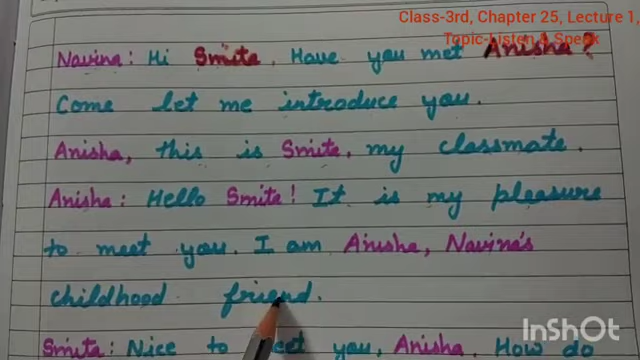 Class-3rd, Chapter 25, Lecture 1,
Topic-Listen & Speak
Navina: Hi Smita. Have you met Anisha?
Come let me introduce you.
Anisha, this is Smita, my classmate.
Anisha: Hello Smita! It is my pleasure
to meet you. I am Anisha, Navina's
childhood friend.
Smita: Nice to meet you, Anisha. How do
InShOt